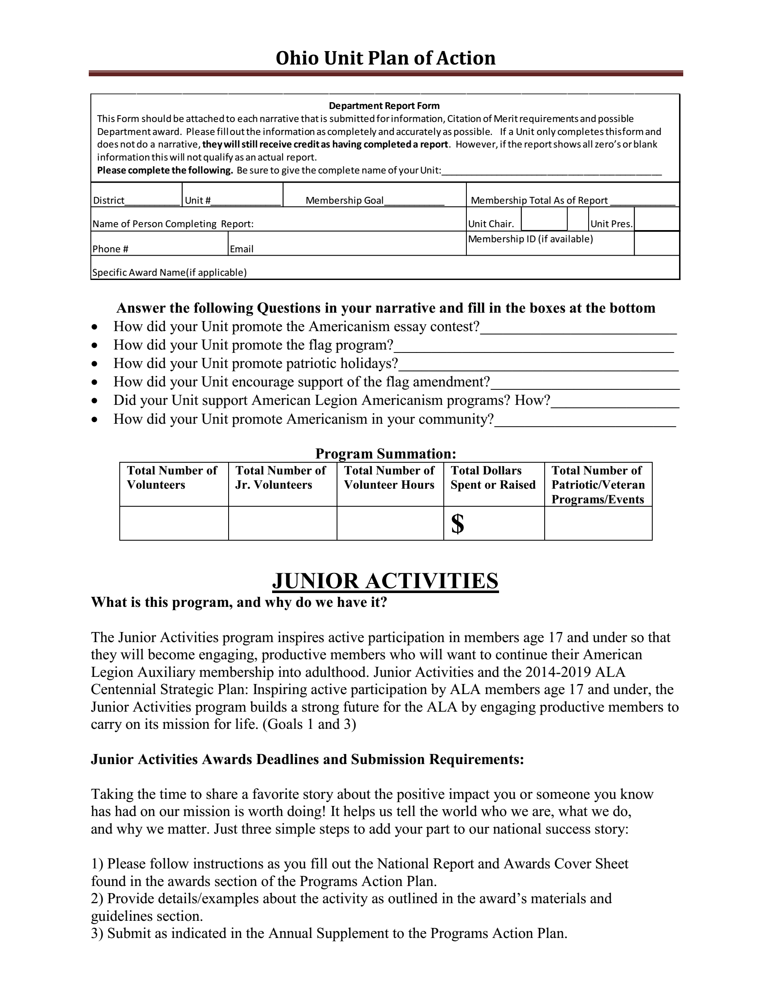 Ohio Unit Plan of Action
Department Report Form
This Form should be attached to each narrative that is submitted for information, Citation of Merit requirements and possible
Department award.  Please fill out the information as completely and accurately as possible.   If a Unit only completes this form and
does not do a narrative, they will still receive credit as having completed a report.  However, if the report shows all zero’s or blank
information this will not qualify as an actual report.
Please complete the following.  Be sure to give the complete name of your Unit:___________________________________________
District___________ Unit #______________ Membership Goal____________ Membership Total As of Report _____________
Name of Person Completing  Report: Unit Chair. Unit Pres.
Phone # Email Membership ID (if available)
Specific Award Name(if applicable)
Answer the following Questions in your narrative and fill in the boxes at the bottom
• How did your Unit promote the Americanism essay contest?__________________________
• How did your Unit promote the flag program?_____________________________________
• How did your Unit promote patriotic holidays?_____________________________________
• How did your Unit encourage support of the flag amendment?_________________________
• Did your Unit support American Legion Americanism programs? How?_________________
• How did your Unit promote Americanism in your community?________________________
Program Summation:
Total Number of Volunteers
Total Number of Jr. Volunteers
Total Number of Volunteer Hours
Total Dollars Spent or Raised
Total Number of Patriotic/Veteran Programs/Events
$
JUNIOR ACTIVITIES
What is this program, and why do we have it?
The Junior Activities program inspires active participation in members age 17 and under so that
they will become engaging, productive members who will want to continue their American
Legion Auxiliary membership into adulthood. Junior Activities and the 2014-2019 ALA
Centennial Strategic Plan: Inspiring active participation by ALA members age 17 and under, the
Junior Activities program builds a strong future for the ALA by engaging productive members to
carry on its mission for life. (Goals 1 and 3)
Junior Activities Awards Deadlines and Submission Requirements:
Taking the time to share a favorite story about the positive impact you or someone you know
has had on our mission is worth doing! It helps us tell the world who we are, what we do,
and why we matter. Just three simple steps to add your part to our national success story:
1) Please follow instructions as you fill out the National Report and Awards Cover Sheet
found in the awards section of the Programs Action Plan.
2) Provide details/examples about the activity as outlined in the award’s materials and
guidelines section.
3) Submit as indicated in the Annual Supplement to the Programs Action Plan.